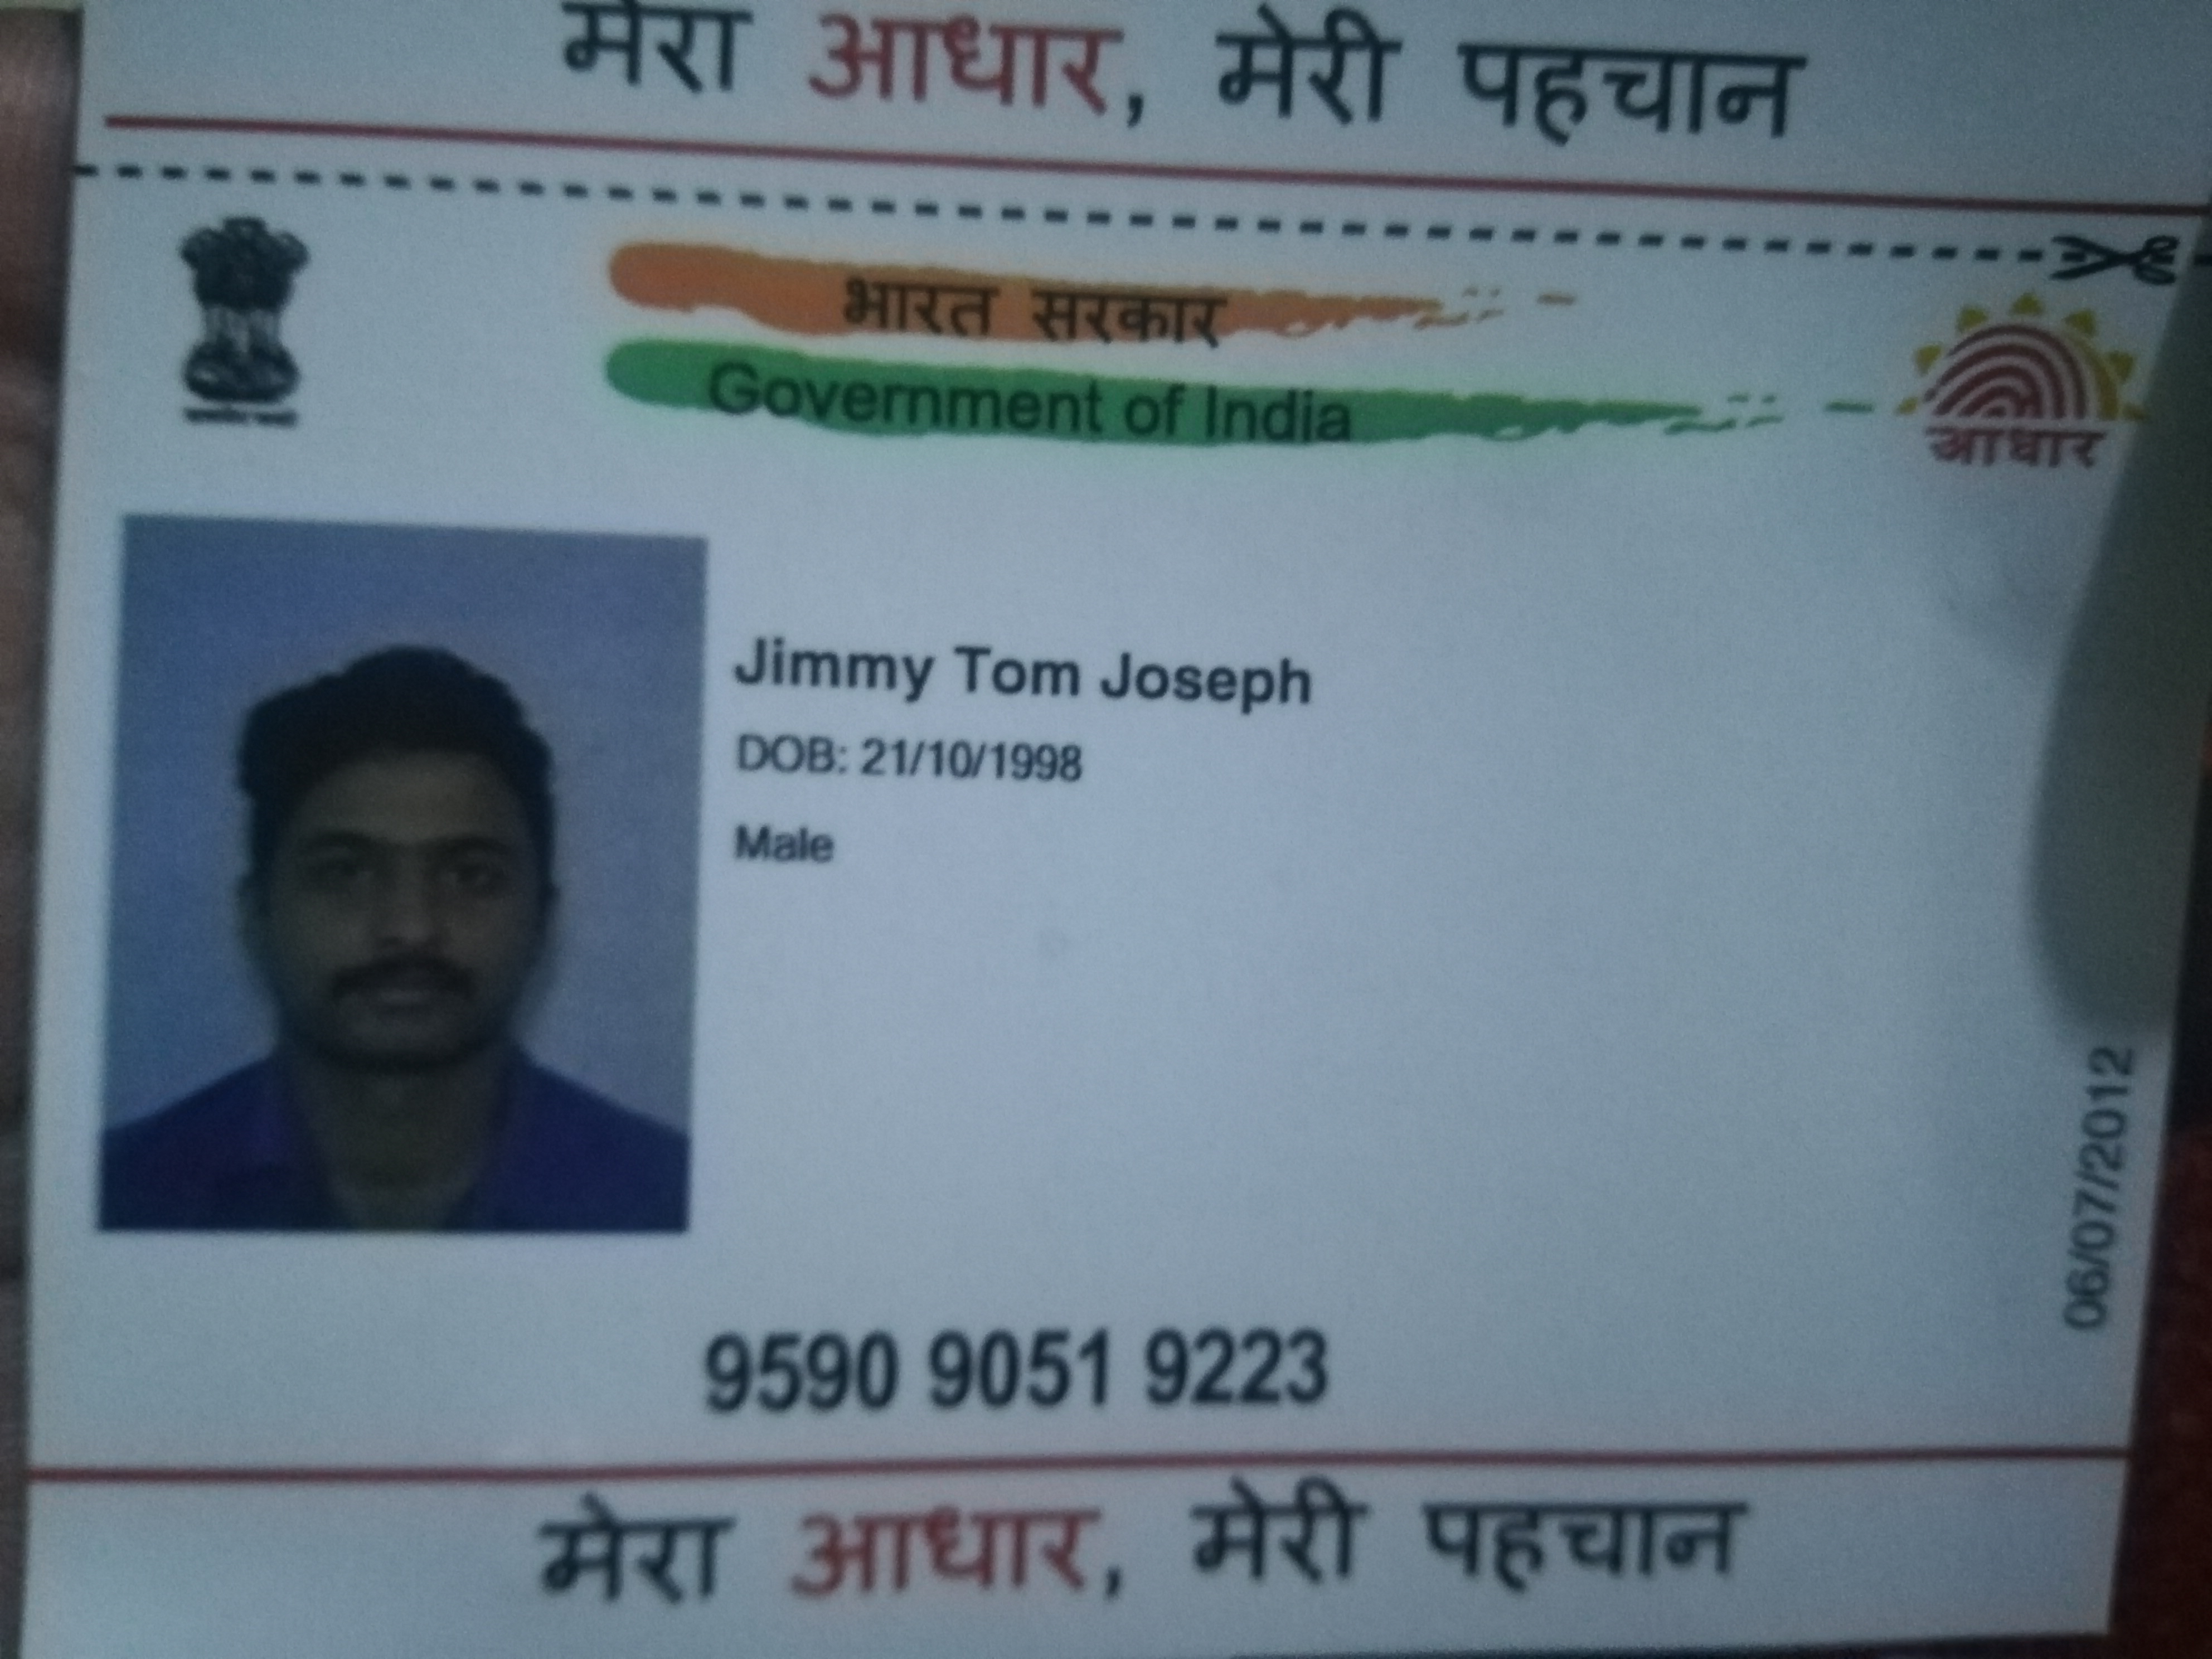 मेरा आधार, मेरी पहचान
भारत सरकार
Government of India
आधार
Jimmy Tom Joseph
DOB: 21/10/1998
Male
06/07/2012
9590 9051 9223
मेरा आधार, मेरी पहचान